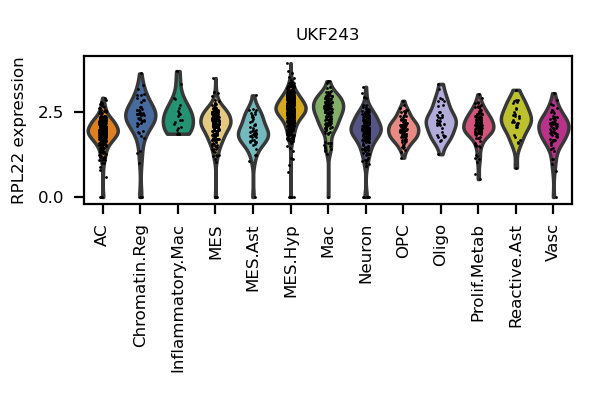 UKF243
RPL22 expression
2.5
0.0
AC
Chromatin.Reg
Inflammatory.Mac
MES
MES.Ast
MES.Hyp
Mac
Neuron
OPC
Oligo
Prolif.Metab
Reactive.Ast
Vasc